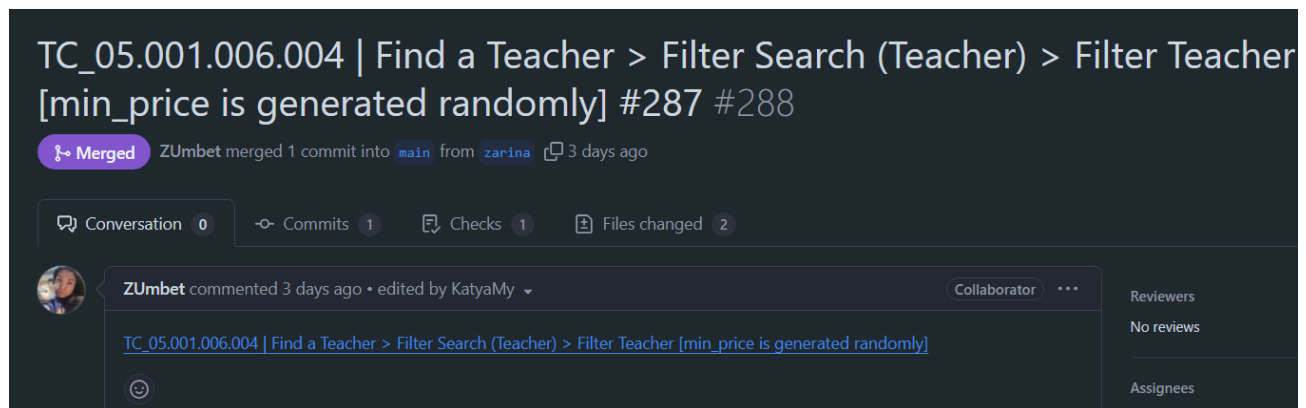 TC_05.001.006.004 | Find a Teacher > Filter Search (Teacher) > Filter Teacher
[min_price is generated randomly] #287 #288
Merged ZUmbet merged 1 commit into main from zarina 3 days ago
Conversation 0 Commits 1 Checks 1 Files changed 2
ZUmbet commented 3 days ago • edited by KatyaMy Collaborator ···
Reviewers
No reviews
TC_05.001.006.004 | Find a Teacher > Filter Search (Teacher) > Filter Teacher [min_price is generated randomly]
Assignees